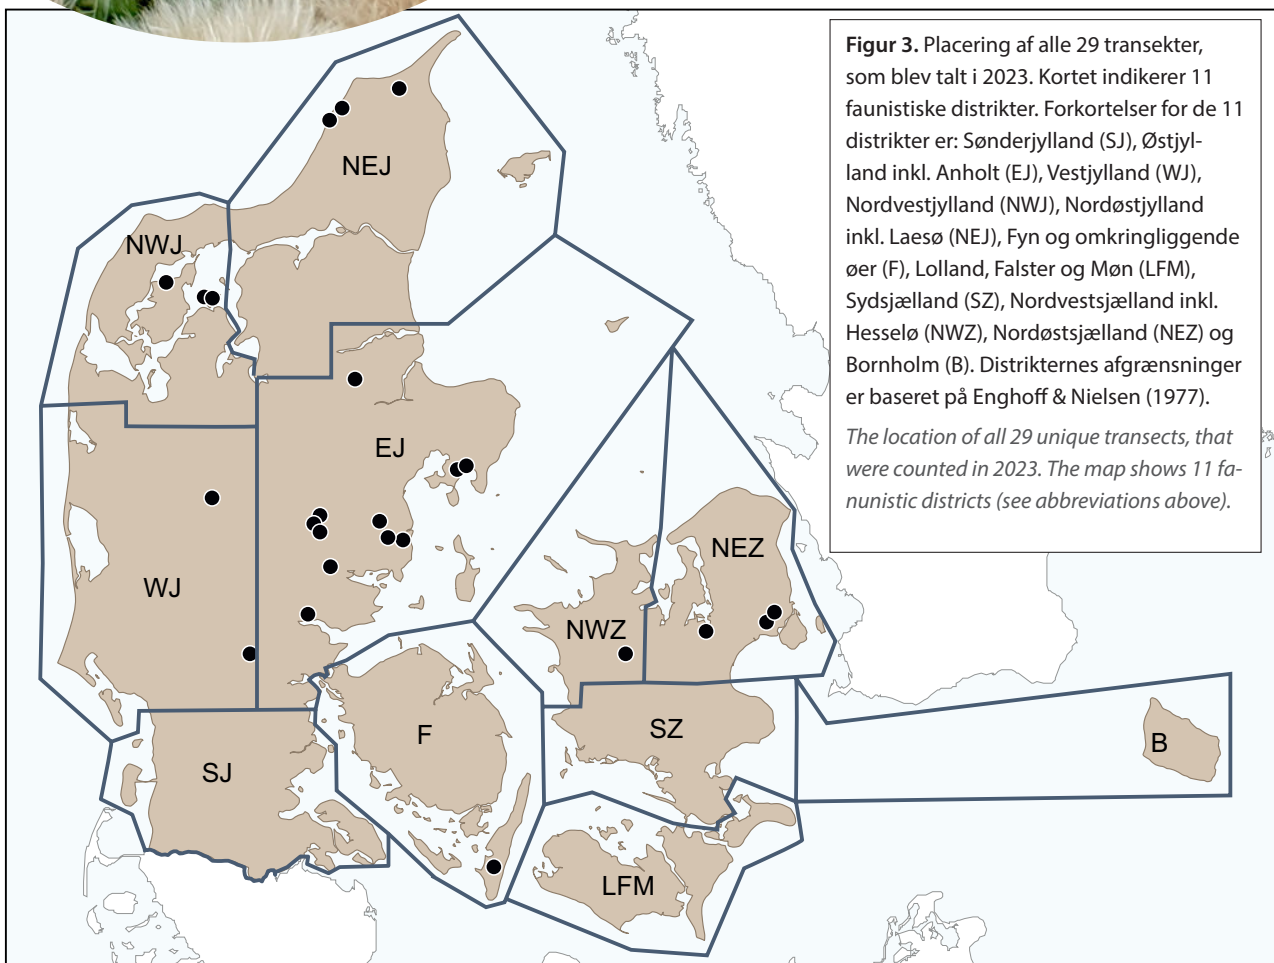 Figur 3. Placering af alle 29 transekter,
som blev talt i 2023. Kortet indikerer 11
faunistiske distrikter. Forkortelser for de 11
distrikter er: Sønderjylland (SJ), Østjyl-
land inkl. Anholt (EJ), Vestjylland (WJ),
Nordvestjylland (NWJ), Nordøstjylland
inkl. Laesø (NEJ), Fyn og omkringliggende
øer (F), Lolland, Falster og Møn (LFM),
Sydsjælland (SZ), Nordvestsjælland inkl.
Hesselø (NWZ), Nordøstsjælland (NEZ) og
Bornholm (B). Distrikternes afgrænsninger
er baseret på Enghoff & Nielsen (1977).
The location of all 29 unique transects, that
were counted in 2023. The map shows 11 fa-
nunistic districts (see abbreviations above).
NEJ
NWJ
EJ
NEZ
WJ
NWZ
F
SZ
B
SJ
LFM